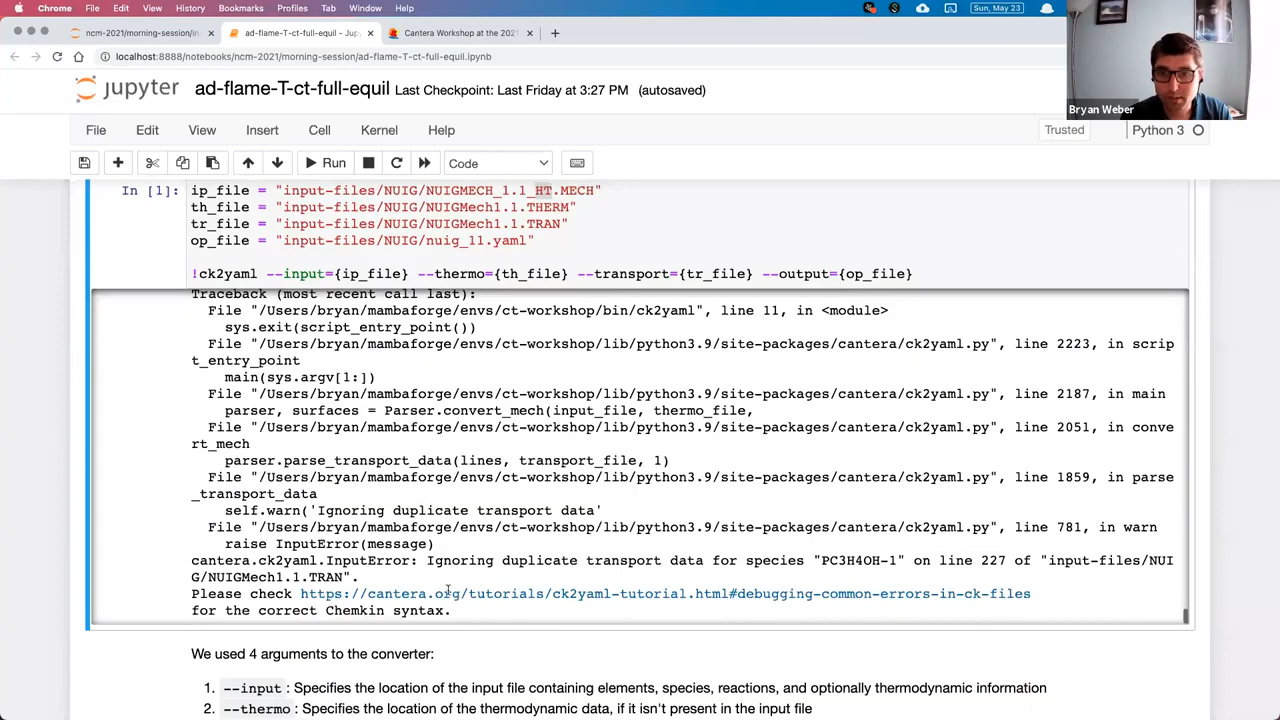 Chrome File Edit View History Bookmarks Profiles Tab Window Help Sun, May 23
ncm-2021/morning-session/in
ad-flame-T-ct-full-equil - Jupy
Cantera Workshop at the 2021
localhost:8888/notebooks/ncm-2021/morning-session/ad-flame-T-ct-full-equil.ipynb
Bryan Weber
jupyter ad-flame-T-ct-full-equil Last Checkpoint: Last Friday at 3:27 PM (autosaved)
File Edit View Insert Cell Kernel Help Trusted Python 3
Run Code
In [1]: ip_file = "input-files/NUIG/NUIGMECH_1.1_HT.MECH"
th_file = "input-files/NUIG/NUIGMech1.1.THERM"
tr_file = "input-files/NUIG/NUIGMech1.1.TRAN"
op_file = "input-files/NUIG/nuig_11.yaml"
!ck2yaml --input={ip_file} --thermo={th_file} --transport={tr_file} --output={op_file}
Traceback (most recent call last):
File "/Users/bryan/mambaforge/envs/ct-workshop/bin/ck2yaml", line 11, in <module>
sys.exit(script_entry_point())
File "/Users/bryan/mambaforge/envs/ct-workshop/lib/python3.9/site-packages/cantera/ck2yaml.py", line 2223, in scrip
t_entry_point
main(sys.argv[1:])
File "/Users/bryan/mambaforge/envs/ct-workshop/lib/python3.9/site-packages/cantera/ck2yaml.py", line 2187, in main
parser, surfaces = Parser.convert_mech(input_file, thermo_file,
File "/Users/bryan/mambaforge/envs/ct-workshop/lib/python3.9/site-packages/cantera/ck2yaml.py", line 2051, in conve
rt_mech
parser.parse_transport_data(lines, transport_file, 1)
File "/Users/bryan/mambaforge/envs/ct-workshop/lib/python3.9/site-packages/cantera/ck2yaml.py", line 1859, in parse
_transport_data
self.warn('Ignoring duplicate transport data'
File "/Users/bryan/mambaforge/envs/ct-workshop/lib/python3.9/site-packages/cantera/ck2yaml.py", line 781, in warn
raise InputError(message)
cantera.ck2yaml.InputError: Ignoring duplicate transport data for species "PC3H4OH-1" on line 227 of "input-files/NUI
G/NUIGMech1.1.TRAN".
Please check https://cantera.org/tutorials/ck2yaml-tutorial.html#debugging-common-errors-in-ck-files
for the correct Chemkin syntax.
We used 4 arguments to the converter:
1. --input : Specifies the location of the input file containing elements, species, reactions, and optionally thermodynamic information
2. --thermo : Specifies the location of the thermodynamic data, if it isn't present in the input file